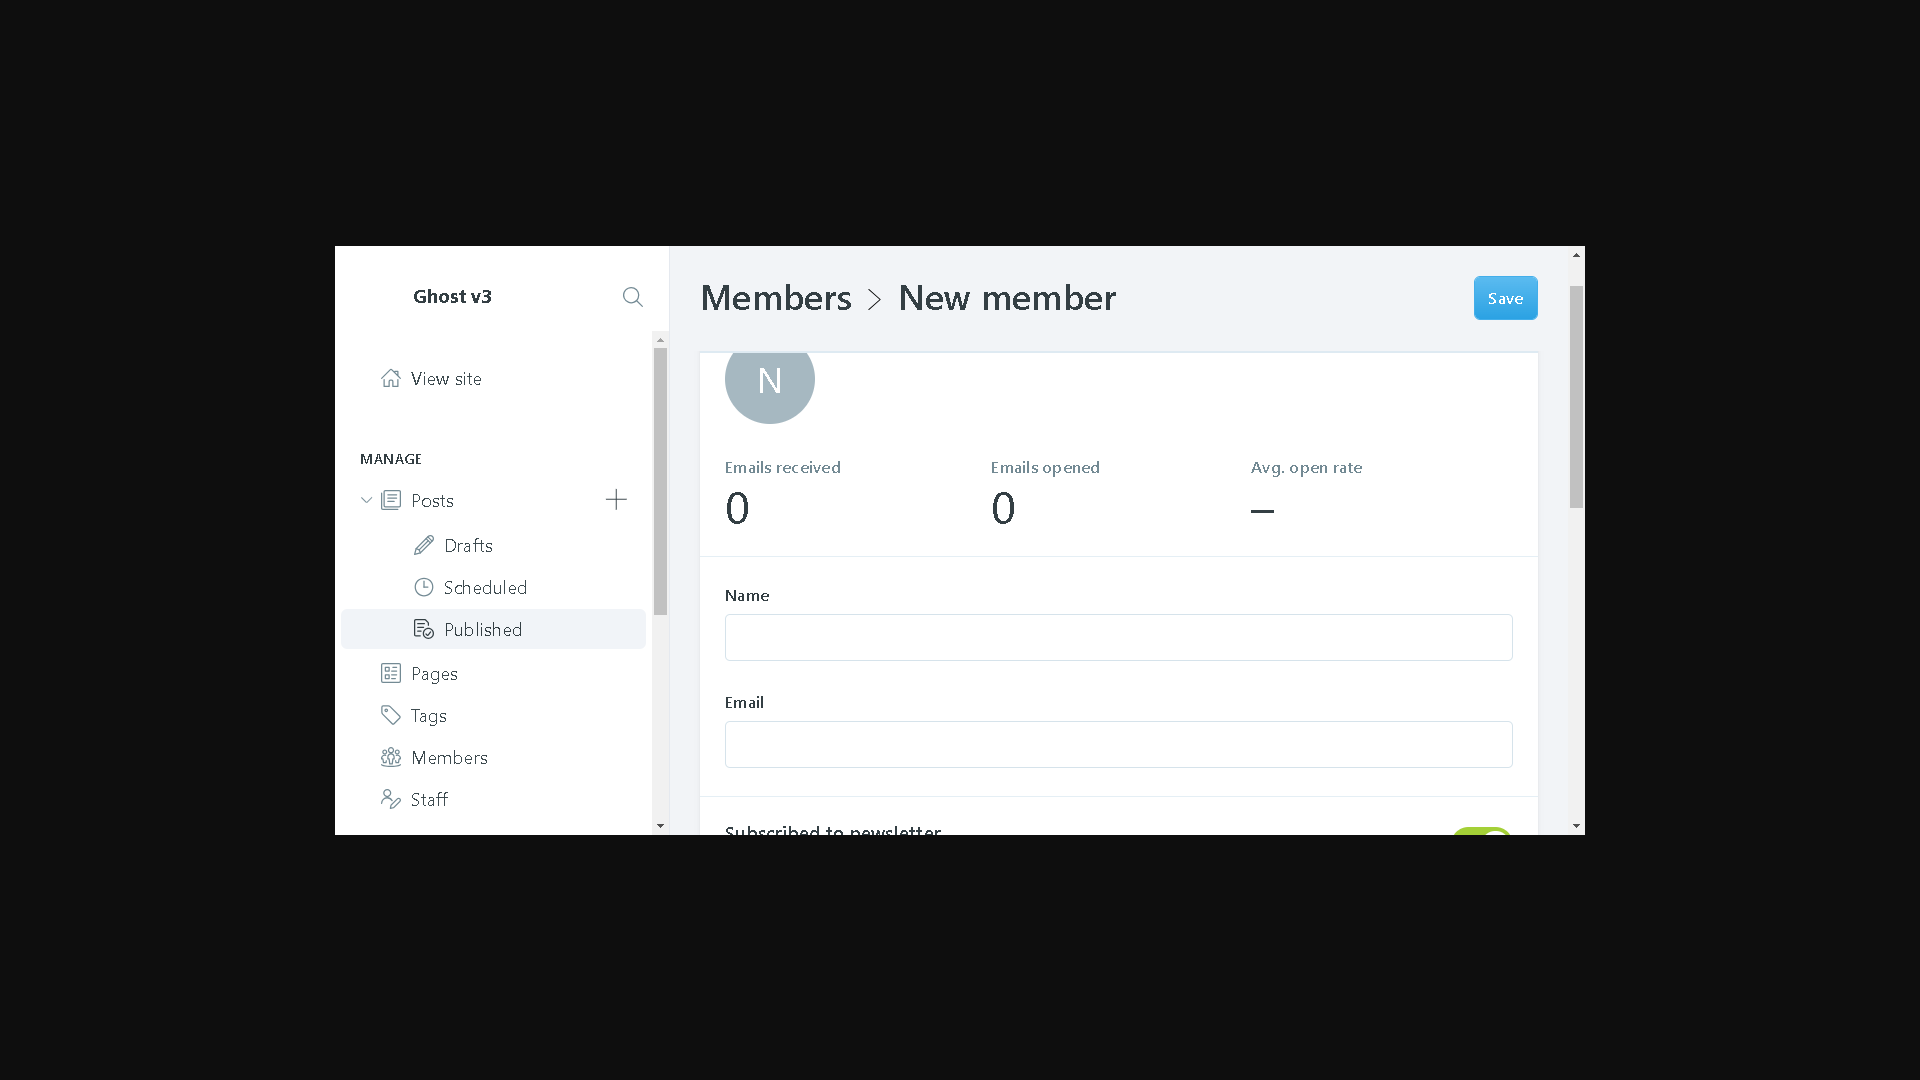 Ghost v3
View site
MANAGE
Posts
Drafts
Scheduled
Published
Pages
Tags
Members
Staff
Members > New member
Save
N
Emails received
0
Emails opened
0
Avg. open rate
–
Name
Email
Subscribed to newsletter